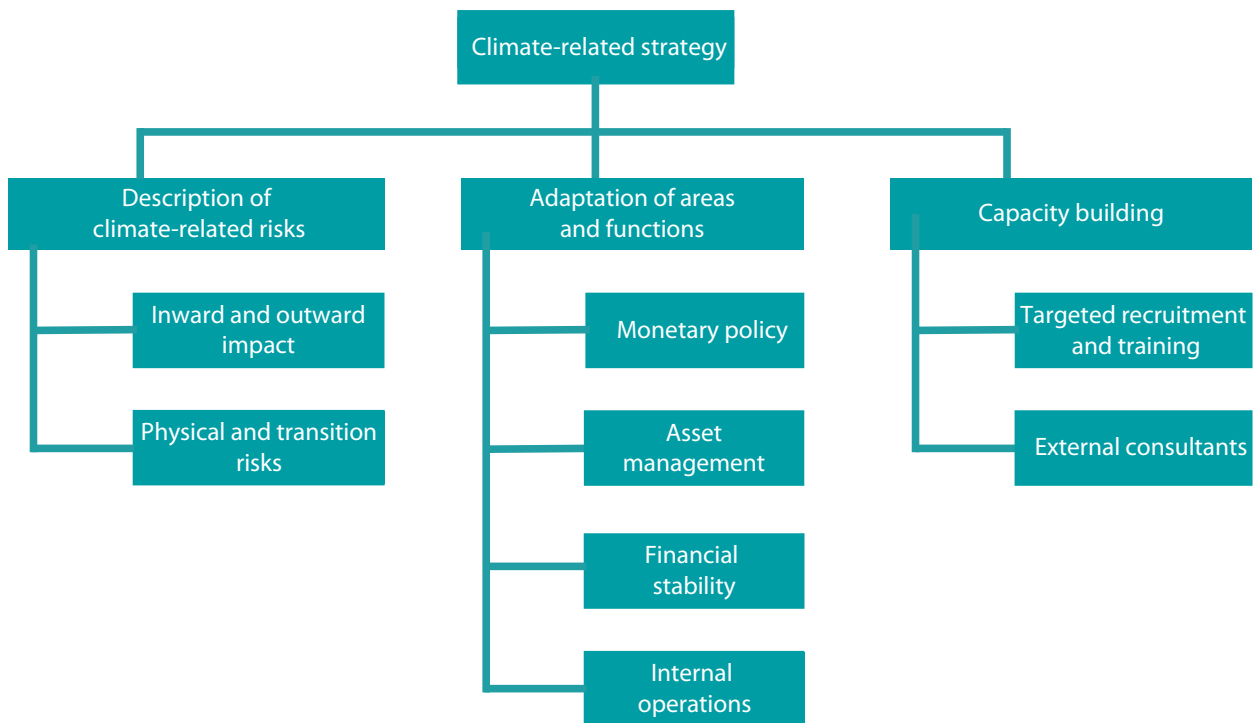 Climate-related strategy
Description of
climate-related risks
Inward and outward
impact
Physical and transition
risks
Adaptation of areas
and functions
Monetary policy
Asset
management
Financial
stability
Internal
operations
Capacity building
Targeted recruitment
and training
External consultants